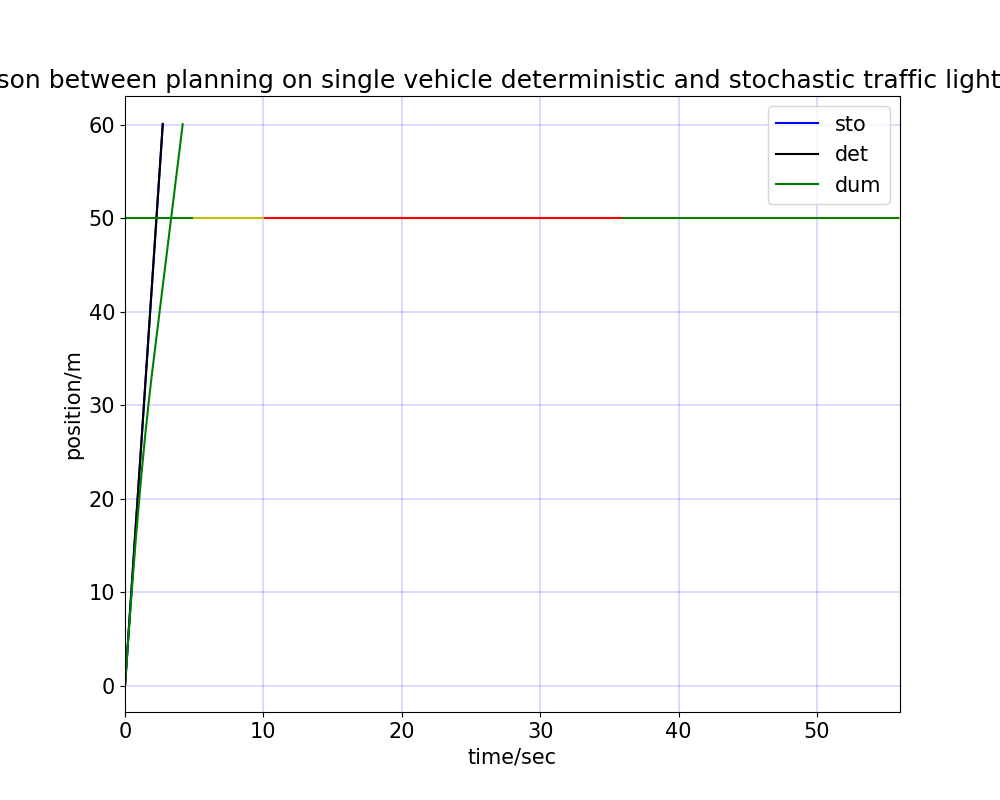 son between planning on single vehicle deterministic and stochastic traffic light
sto
det
dum
60
50
40
30
20
10
0
position/m
0 10 20 30 40 50
time/sec